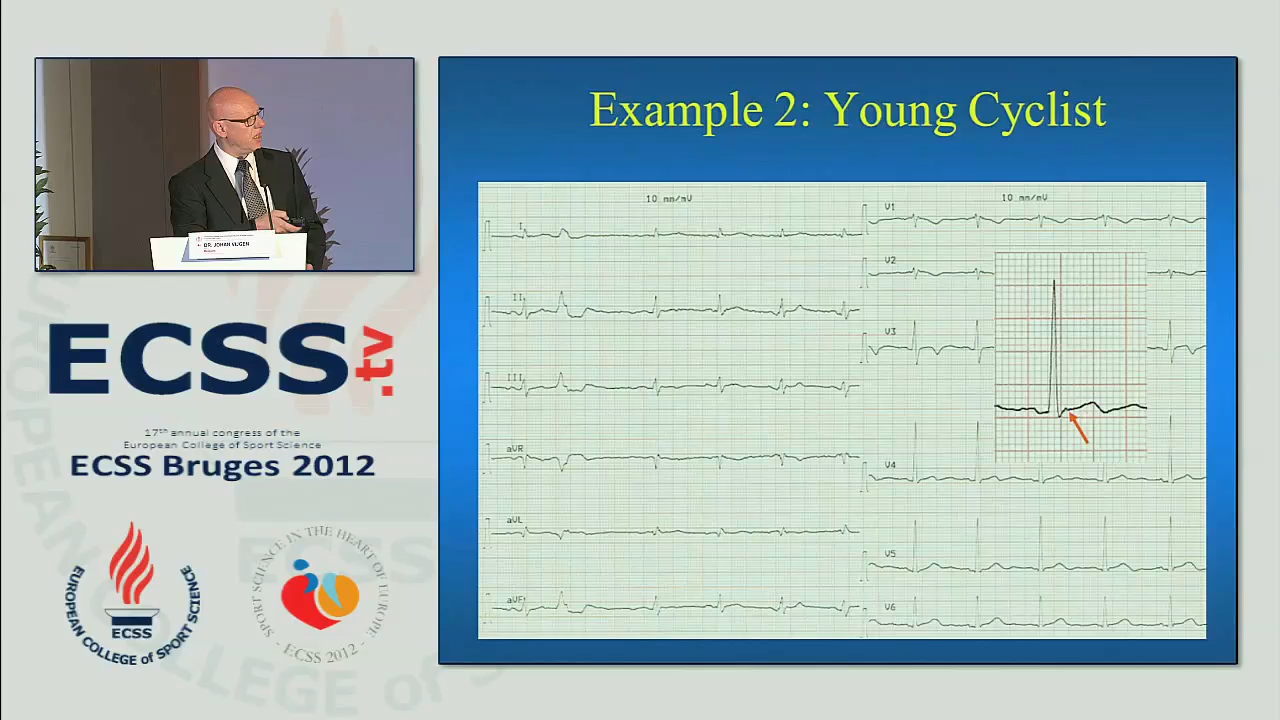 Example 2: Young Cyclist
10 mm/mV
10 mm/mV
I
II
III
aVR
aVL
aVF
V1
V2
V3
V4
V5
V6
DR. JOHAN VLIGEN
ECSS.tv
17th annual congress of the
European College of Sport Science
ECSS Bruges 2012
EUROPEAN COLLEGE of SPORT SCIENCE
ECSS
SPORT SCIENCE IN THE HEART OF EUROPE
- ECSS 2012 -